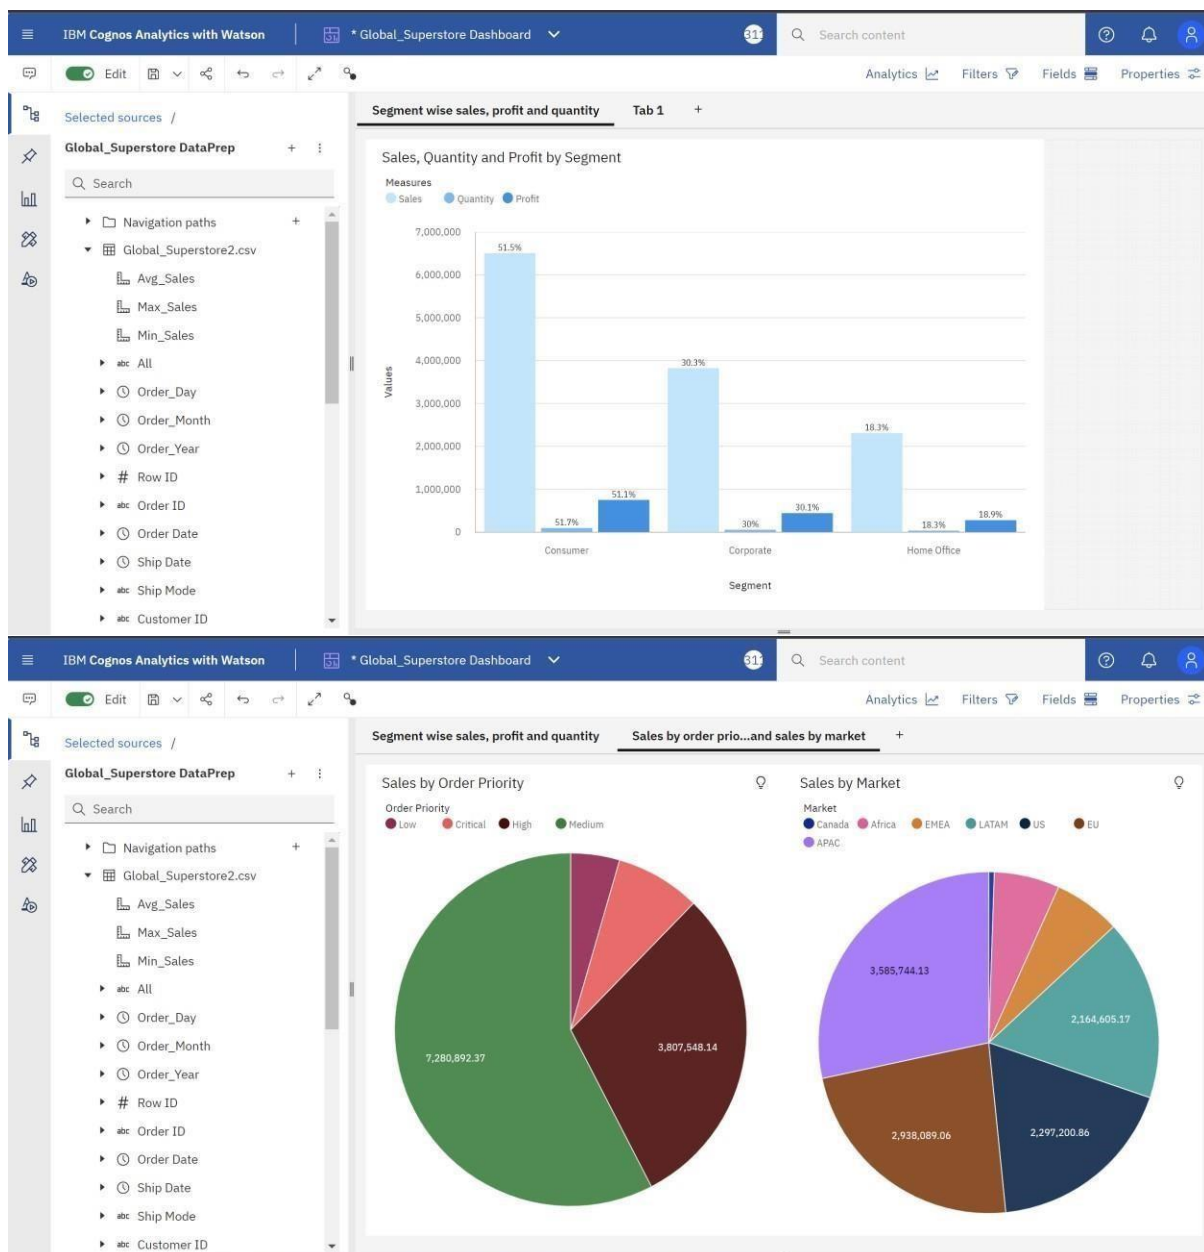 IBM Cognos Analytics with Watson
* Global_Superstore Dashboard
311
Search content
Edit
Analytics
Filters
Fields
Properties
Selected sources /
Global_Superstore DataPrep
Search
Navigation paths
Global_Superstore2.csv
Avg_Sales
Max_Sales
Min_Sales
abc All
Order_Day
Order_Month
Order_Year
# Row ID
abc Order ID
Order Date
Ship Date
abc Ship Mode
abc Customer ID
Segment wise sales, profit and quantity
Tab 1
+
Sales, Quantity and Profit by Segment
Measures
Sales Quantity Profit
7,000,000
6,000,000
5,000,000
4,000,000
3,000,000
2,000,000
1,000,000
0
Values
51.5%
51.7%
51.1%
30.3%
30%
30.1%
18.3%
18.3%
18.9%
Consumer Corporate Home Office
Segment
IBM Cognos Analytics with Watson
* Global_Superstore Dashboard
311
Search content
Edit
Analytics
Filters
Fields
Properties
Selected sources /
Global_Superstore DataPrep
Search
Navigation paths
Global_Superstore2.csv
Avg_Sales
Max_Sales
Min_Sales
abc All
Order_Day
Order_Month
Order_Year
# Row ID
abc Order ID
Order Date
Ship Date
abc Ship Mode
abc Customer ID
Segment wise sales, profit and quantity
Sales by order prio...and sales by market
+
Sales by Order Priority
Order Priority
Low Critical High Medium
7,280,892.37
3,807,548.14
Sales by Market
Market
Canada Africa EMEA LATAM US EU
APAC
3,585,744.13
2,164,605.17
2,938,089.06
2,297,200.86